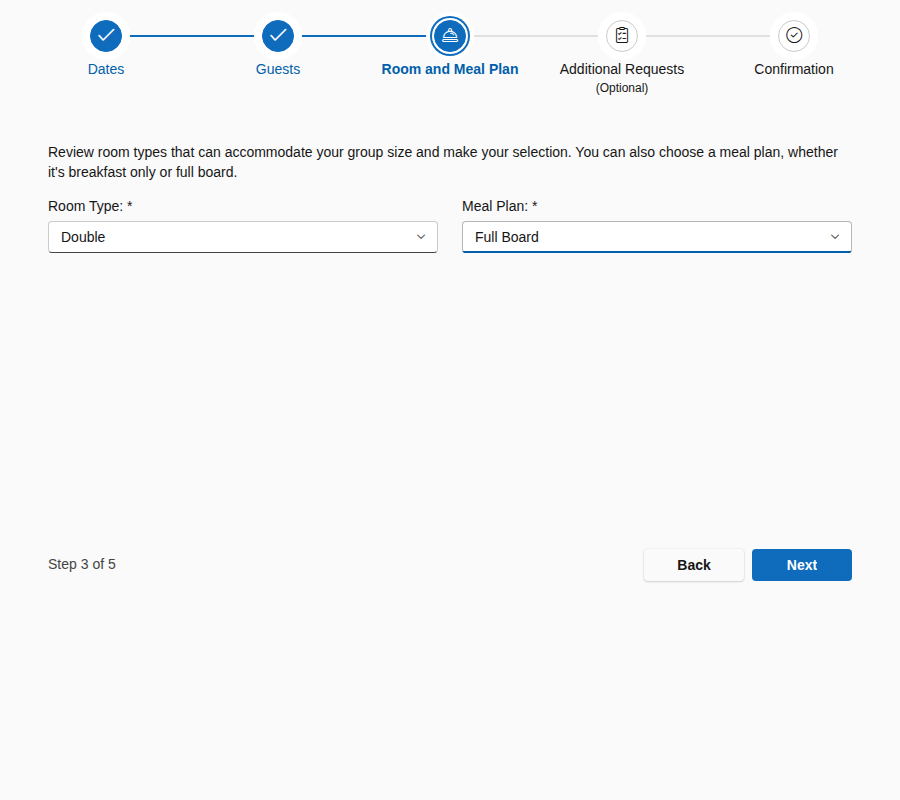 Dates
Guests
Room and Meal Plan
Additional Requests
(Optional)
Confirmation
Review room types that can accommodate your group size and make your selection. You can also choose a meal plan, whether
it's breakfast only or full board.
Room Type: *
Meal Plan: *
Double
Full Board
Step 3 of 5
Back
Next